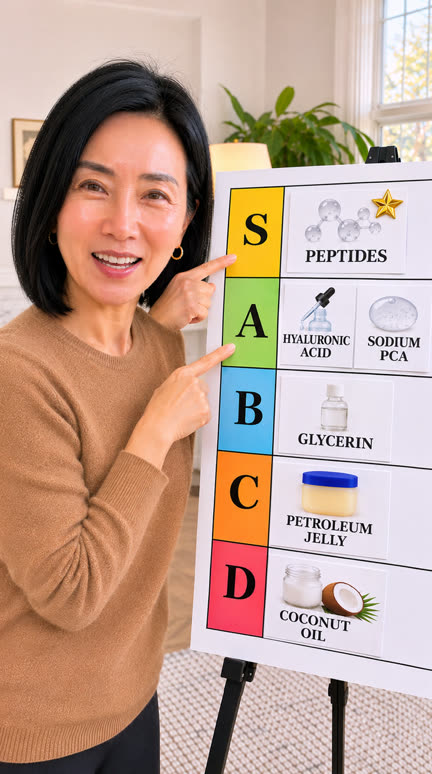 S
PEPTIDES
A
HYALURONIC
ACID
SODIUM
PCA
B
GLYCERIN
C
PETROLEUM
JELLY
D
COCONUT
OIL